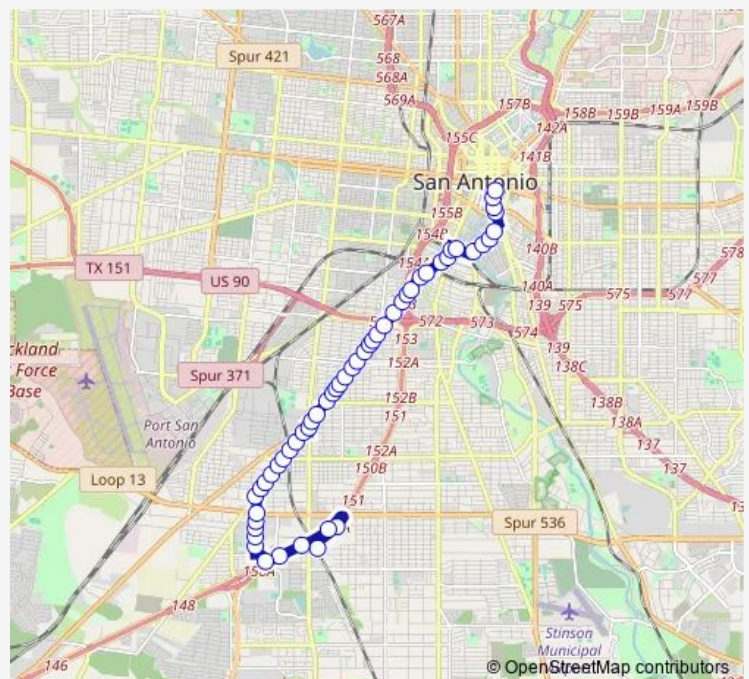 567A
Spur 421
568
568A
569A
157B
158B
159B
159A
159B
142A
155C
141B
San Antonio
155B
154B
140B
578
TX 151
154A
577
US 90
140A
575
577
139
575
572
573
574
153
139
ckland
Force
Base
Spur 371
152A
138C
152B
138B
151
138A
Port San
Antonio
137
152A
150B
137
Loop 13
151
Spur 536
150A
148
Stinson
Municipal
146
© OpenStreetMap contributors